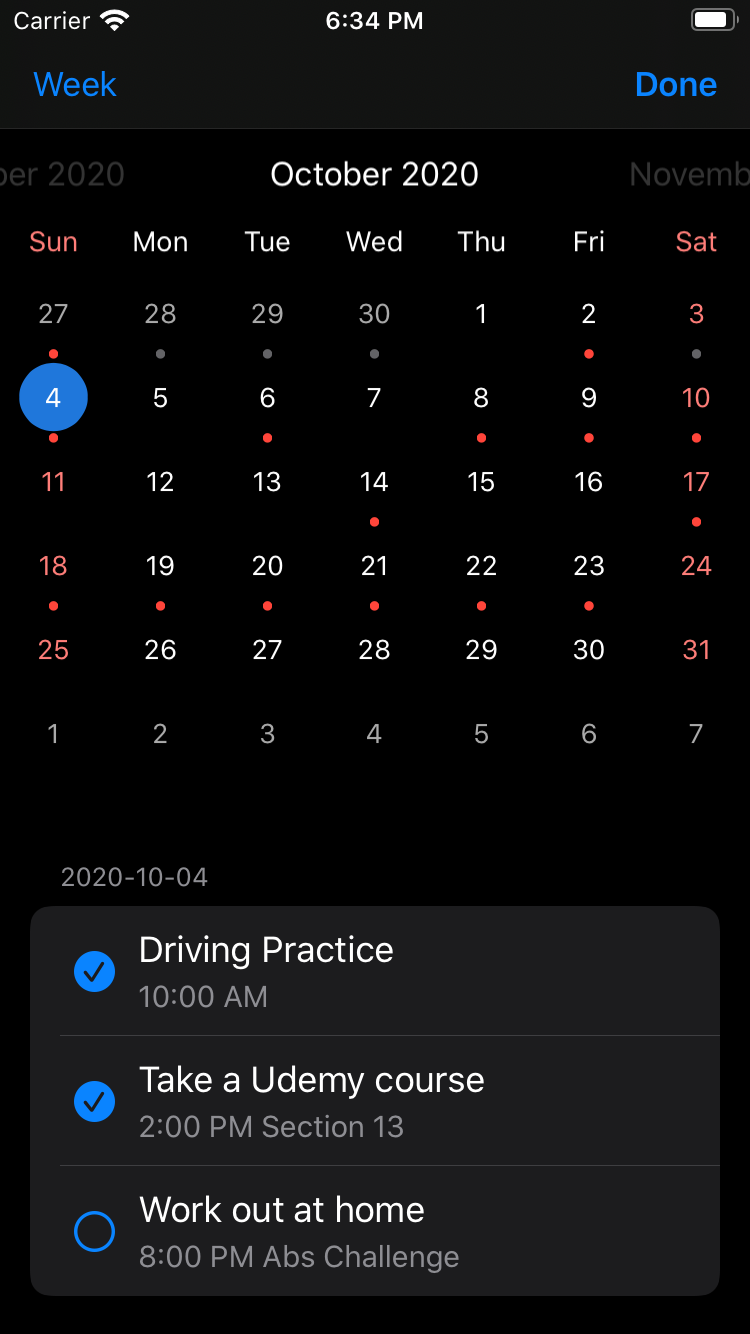 Carrier 6:34 PM
Week Done
ber 2020 October 2020 Novemb
Sun Mon Tue Wed Thu Fri Sat
27 28 29 30 1 2 3
4 5 6 7 8 9 10
11 12 13 14 15 16 17
18 19 20 21 22 23 24
25 26 27 28 29 30 31
1 2 3 4 5 6 7
2020-10-04
Driving Practice
10:00 AM
Take a Udemy course
2:00 PM Section 13
Work out at home
8:00 PM Abs Challenge